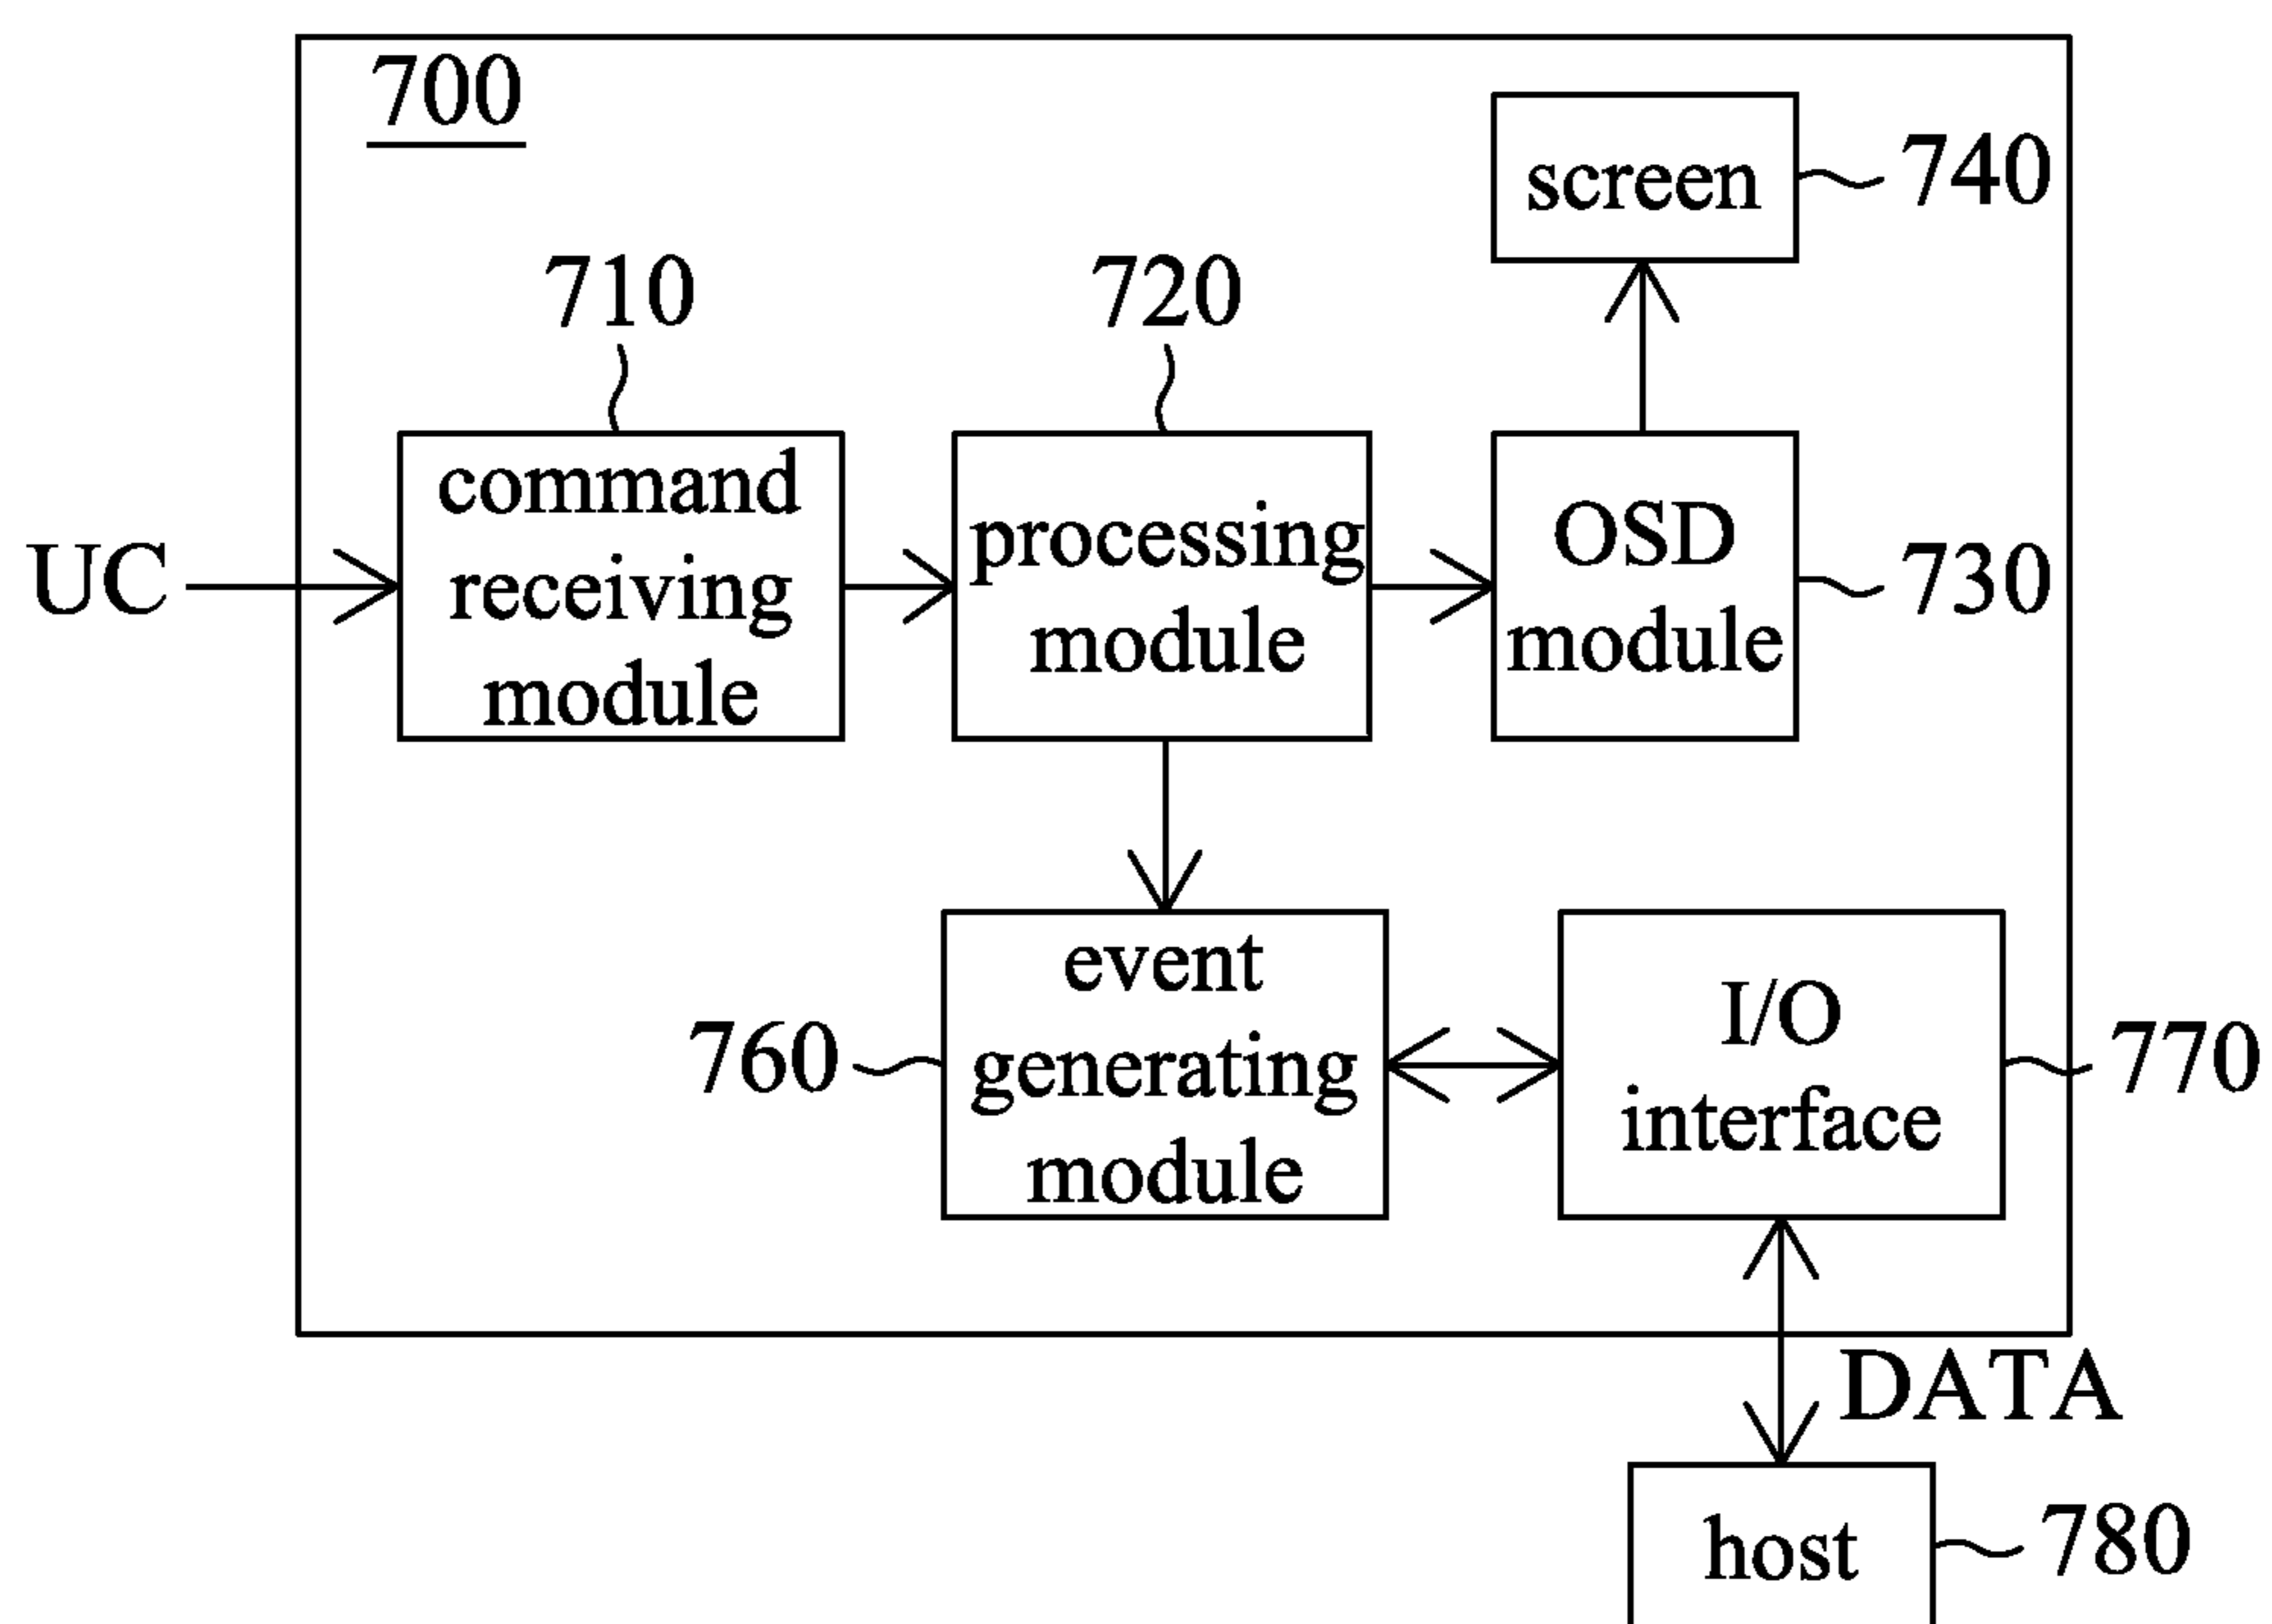 700
screen
740
710
720
command
receiving
module
processing
module
OSD
module
730
UC
event
generating
module
760
I/O
interface
770
DATA
host
780